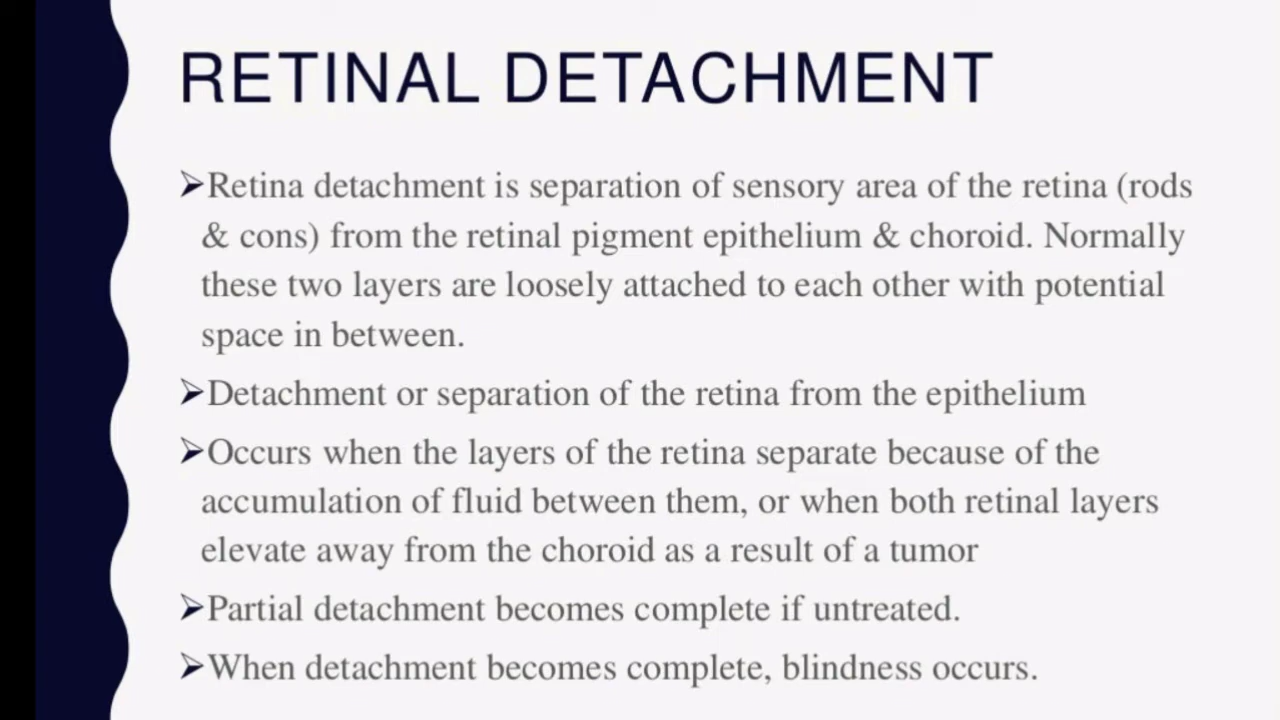 RETINAL DETACHMENT
➢Retina detachment is separation of sensory area of the retina (rods
& cons) from the retinal pigment epithelium & choroid. Normally
these two layers are loosely attached to each other with potential
space in between.
➢Detachment or separation of the retina from the epithelium
➢Occurs when the layers of the retina separate because of the
accumulation of fluid between them, or when both retinal layers
elevate away from the choroid as a result of a tumor
➢Partial detachment becomes complete if untreated.
➢When detachment becomes complete, blindness occurs.